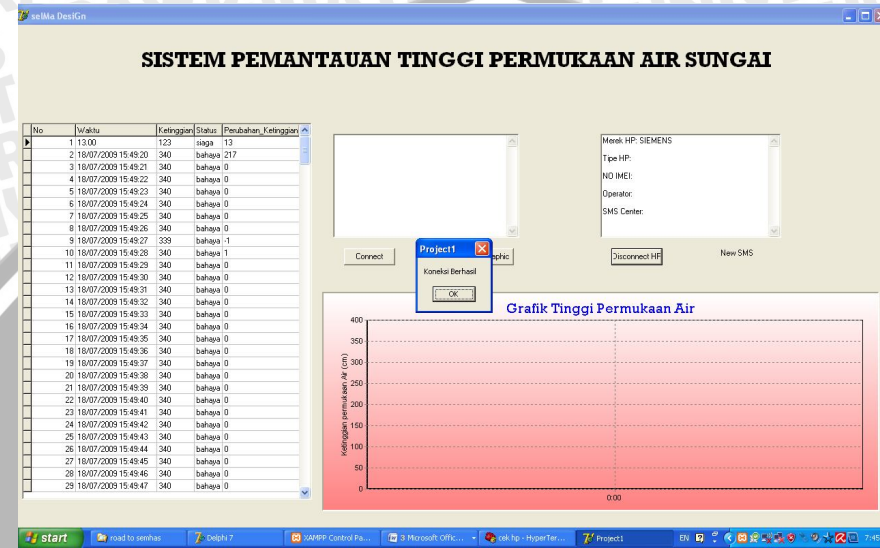 selMa DesiGn
SISTEM PEMANTAUAN TINGGI PERMUKAAN AIR SUNGAI
No Waktu Ketinggian Status Perubahan_Ketinggian
1 13.00 123 siaga 13
2 18/07/2009 15:49:20 340 bahaya 217
3 18/07/2009 15:49:21 340 bahaya 0
4 18/07/2009 15:49:22 340 bahaya 0
5 18/07/2009 15:49:23 340 bahaya 0
6 18/07/2009 15:49:24 340 bahaya 0
7 18/07/2009 15:49:25 340 bahaya 0
8 18/07/2009 15:49:26 340 bahaya 0
9 18/07/2009 15:49:27 339 bahaya -1
10 18/07/2009 15:49:28 340 bahaya 1
11 18/07/2009 15:49:29 340 bahaya 0
12 18/07/2009 15:49:30 340 bahaya 0
13 18/07/2009 15:49:31 340 bahaya 0
14 18/07/2009 15:49:32 340 bahaya 0
15 18/07/2009 15:49:33 340 bahaya 0
16 18/07/2009 15:49:34 340 bahaya 0
17 18/07/2009 15:49:35 340 bahaya 0
18 18/07/2009 15:49:36 340 bahaya 0
19 18/07/2009 15:49:37 340 bahaya 0
20 18/07/2009 15:49:38 340 bahaya 0
21 18/07/2009 15:49:39 340 bahaya 0
22 18/07/2009 15:49:40 340 bahaya 0
23 18/07/2009 15:49:41 340 bahaya 0
24 18/07/2009 15:49:42 340 bahaya 0
25 18/07/2009 15:49:43 340 bahaya 0
26 18/07/2009 15:49:44 340 bahaya 0
27 18/07/2009 15:49:45 340 bahaya 0
28 18/07/2009 15:49:46 340 bahaya 0
29 18/07/2009 15:49:47 340 bahaya 0
Merek HP: SIEMENS
Tipe HP:
NO IMEI:
Operator:
SMS Center:
Connect
aphic
Disconnect HP
New SMS
Project1
Koneksi Berhasil
OK
Grafik Tinggi Permukaan Air
Ketinggian permukaan Air (cm)
400
350
300
250
200
150
100
50
0
0:00
start
road to semhas
Delphi 7
XAMPP Control Pa...
3 Microsoft Offic...
cek hp - HyperTer...
Project1
EN
7:45